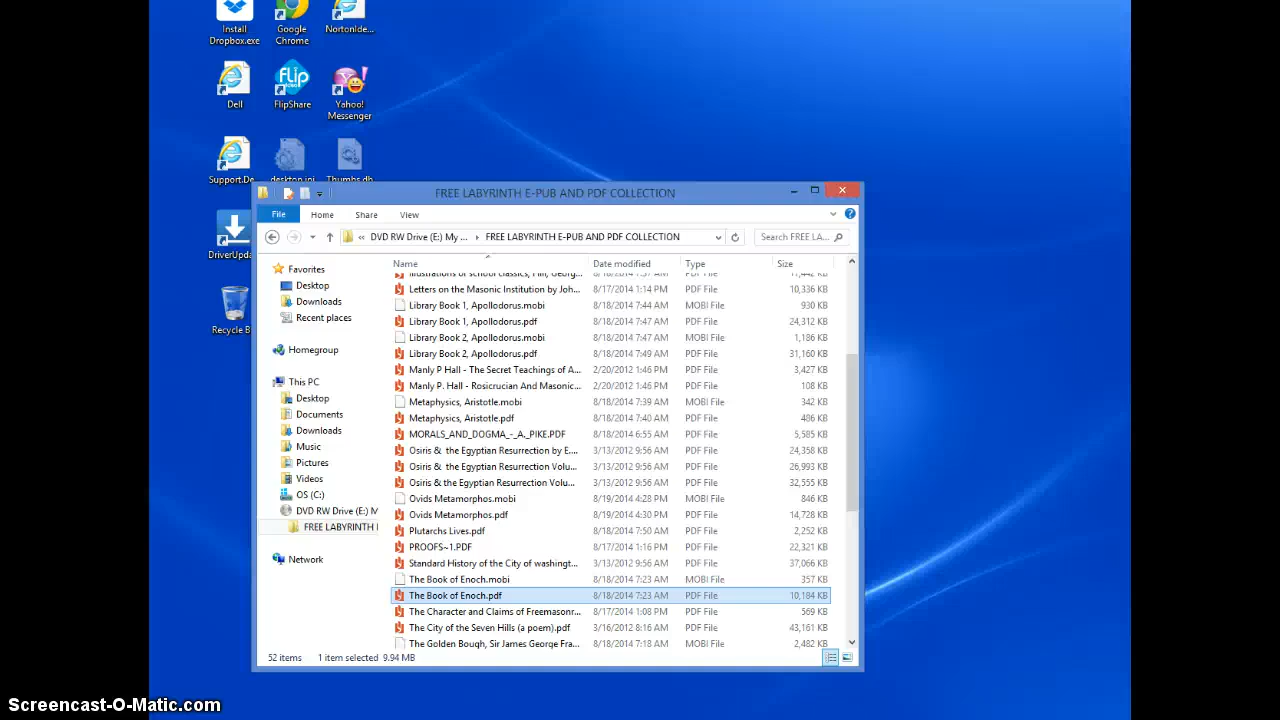 Install
Dropbox.exe
Google
Chrome
NortonIde...
Dell
flip
FlipShare
Yahoo!
Messenger
Support.De
desktop.ini
Thumbs.db
DriverUpda
Recycle B
FREE LABYRINTH E-PUB AND PDF COLLECTION
File Home Share View
« DVD RW Drive (E:) My ... FREE LABYRINTH E-PUB AND PDF COLLECTION Search FREE LA...
Name Date modified Type Size
Favorites
Desktop
Downloads
Recent places
Homegroup
This PC
Desktop
Documents
Downloads
Music
Pictures
Videos
OS (C:)
DVD RW Drive (E:) M
FREE LABYRINTH
Network
Illustrations of school classics, Hill, Georg... 8/18/2014 7:37 AM PDF File 11,442 KB
Letters on the Masonic Institution by Joh... 8/17/2014 1:14 PM PDF File 10,336 KB
Library Book 1, Apollodorus.mobi 8/18/2014 7:44 AM MOBI File 930 KB
Library Book 1, Apollodorus.pdf 8/18/2014 7:47 AM PDF File 24,312 KB
Library Book 2, Apollodorus.mobi 8/18/2014 7:47 AM MOBI File 1,186 KB
Library Book 2, Apollodorus.pdf 8/18/2014 7:49 AM PDF File 31,160 KB
Manly P Hall - The Secret Teachings of A... 2/20/2012 1:46 PM PDF File 3,427 KB
Manly P. Hall - Rosicrucian And Masonic... 2/20/2012 1:46 PM PDF File 108 KB
Metaphysics, Aristotle.mobi 8/18/2014 7:39 AM MOBI File 342 KB
Metaphysics, Aristotle.pdf 8/18/2014 7:40 AM PDF File 486 KB
MORALS_AND_DOGMA_-_A._PIKE.PDF 8/18/2014 6:55 AM PDF File 5,585 KB
Osiris & the Egyptian Resurrection by E.... 3/13/2012 9:56 AM PDF File 24,358 KB
Osiris & the Egyptian Resurrection Volu... 3/13/2012 9:56 AM PDF File 26,993 KB
Osiris & the Egyptian Resurrection Volu... 3/13/2012 9:56 AM PDF File 32,555 KB
Ovids Metamorphos.mobi 8/19/2014 4:28 PM MOBI File 846 KB
Ovids Metamorphos.pdf 8/19/2014 4:30 PM PDF File 14,728 KB
Plutarchs Lives.pdf 8/18/2014 7:50 AM PDF File 2,252 KB
PROOFS~1.PDF 8/17/2014 1:16 PM PDF File 22,321 KB
Standard History of the City of washingt... 3/13/2012 9:56 AM PDF File 37,066 KB
The Book of Enoch.mobi 8/18/2014 7:23 AM MOBI File 357 KB
The Book of Enoch.pdf 8/18/2014 7:23 AM PDF File 10,184 KB
The Character and Claims of Freemasonr... 8/17/2014 1:08 PM PDF File 569 KB
The City of the Seven Hills (a poem).pdf 3/16/2012 8:16 AM PDF File 43,161 KB
The Golden Bough, Sir James George Fra... 8/18/2014 7:18 AM MOBI File 2,482 KB
52 items 1 item selected 9.94 MB
Screencast-O-Matic.com